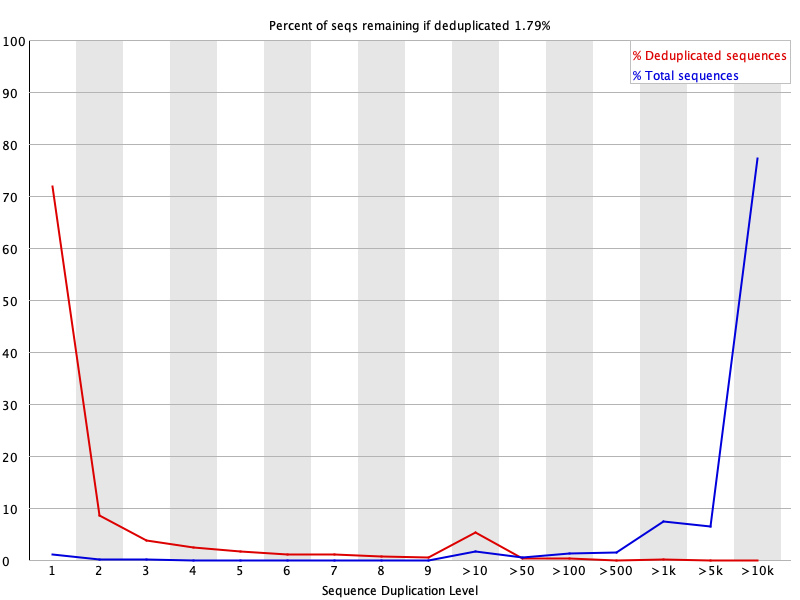 Percent of seqs remaining if deduplicated 1.79%
% Deduplicated sequences
% Total sequences
100
90
80
70
60
50
40
30
20
10
0
1 2 3 4 5 6 7 8 9 >10 >50 >100 >500 >1k >5k >10k
Sequence Duplication Level